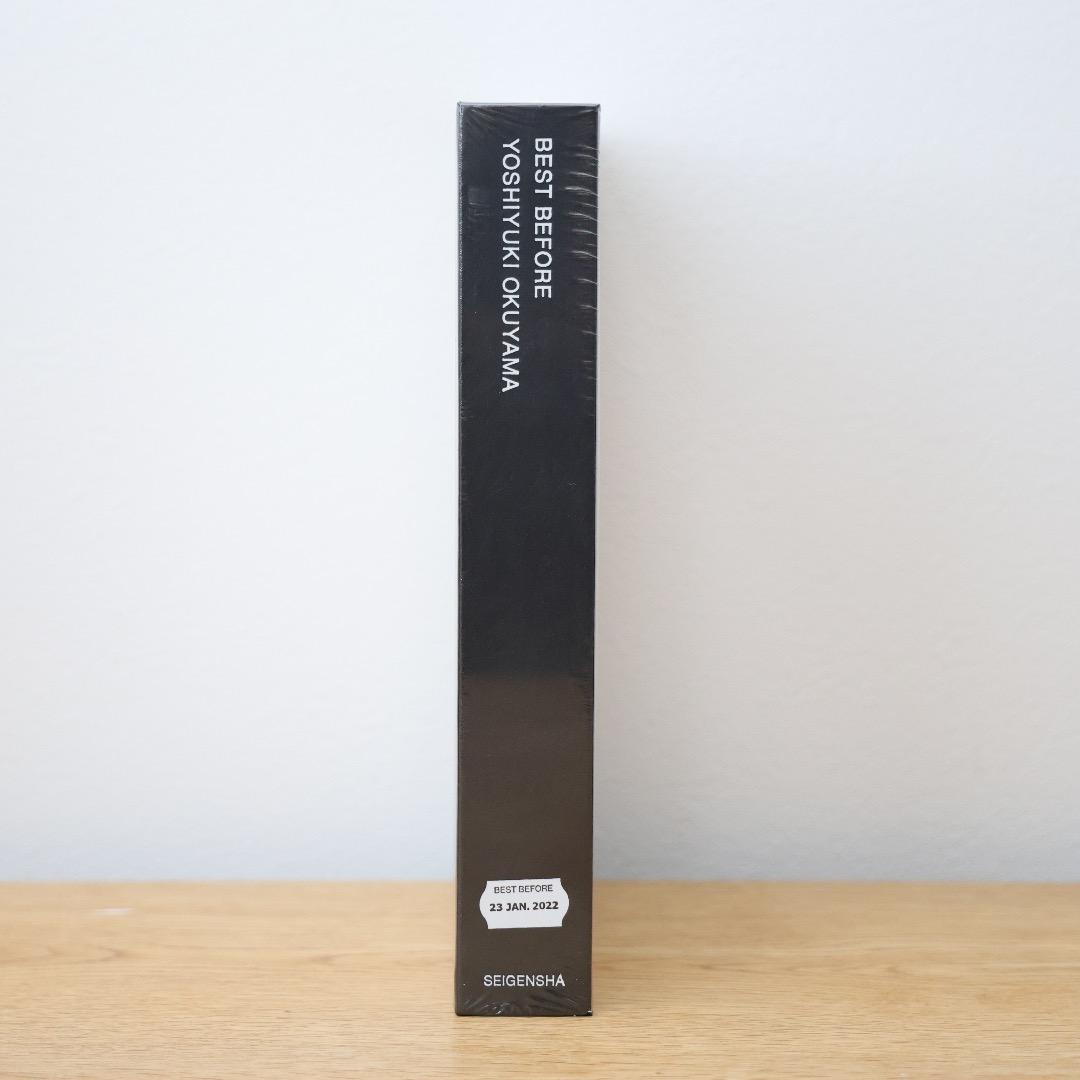 BEST BEFORE
YOSHIYUKI OKUYAMA
BEST BEFORE
23 JAN. 2022
SEIGENSHA